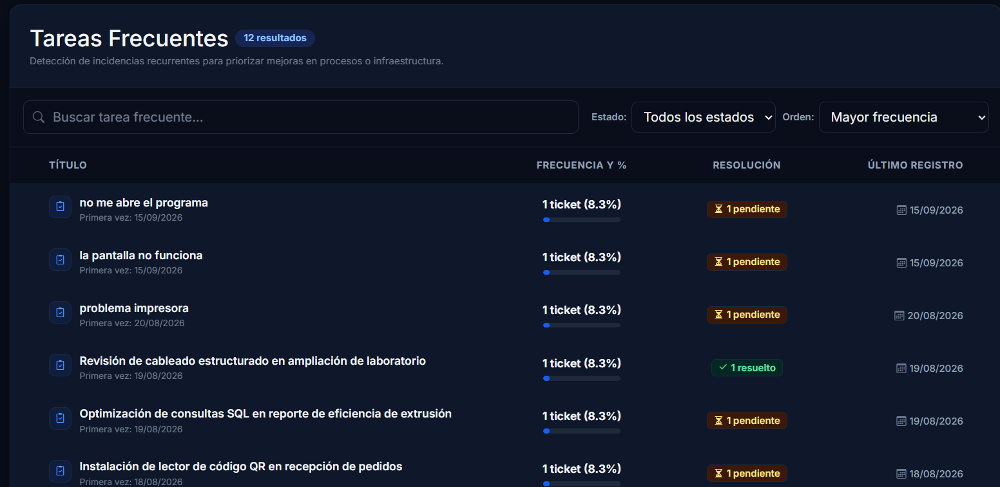 Tareas Frecuentes 12 resultados
Detección de incidencias recurrentes para priorizar mejoras en procesos o infraestructura.
Buscar tarea frecuente... Estado: Todos los estados Orden: Mayor frecuencia
TÍTULO FRECUENCIA Y % RESOLUCIÓN ÚLTIMO REGISTRO
no me abre el programa 1 ticket (8.3%) 1 pendiente 15/09/2026
Primera vez: 15/09/2026
la pantalla no funciona 1 ticket (8.3%) 1 pendiente 15/09/2026
Primera vez: 15/09/2026
problema impresora 1 ticket (8.3%) 1 pendiente 20/08/2026
Primera vez: 20/08/2026
Revisión de cableado estructurado en ampliación de laboratorio 1 ticket (8.3%) 1 resuelto 19/08/2026
Primera vez: 19/08/2026
Optimización de consultas SQL en reporte de eficiencia de extrusión 1 ticket (8.3%) 1 pendiente 19/08/2026
Primera vez: 19/08/2026
Instalación de lector de código QR en recepción de pedidos 1 ticket (8.3%) 1 pendiente 18/08/2026
Primera vez: 18/08/2026